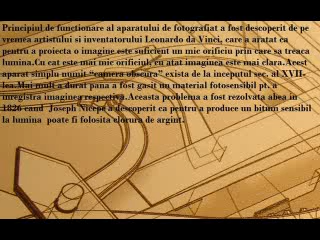 Principiul de functionare al aparatului de fotografiat a fost descoperit de pe
vremea artistului si inventatorului Leonardo da Vinci, care a aratat ca
pentru a proiecta o imagine este suficient un mic orificiu prin care sa treaca
lumina.Cu cat este mai mic orificiul, cu atat imaginea este mai clara.Acest
aparat simplu numit “camera obscura” exista de la inceputul sec. al XVII-
lea.Mai mult a durat pana a fost gasit un material fotosensibil pt. a
inregistra imaginea respectiva.Aceasta problema a fost rezolvata abea in
1826 cand Joseph Niceps a descoperit ca pentru a produce un bitum sensibil
la lumina poate fi folosita clorura de argint.